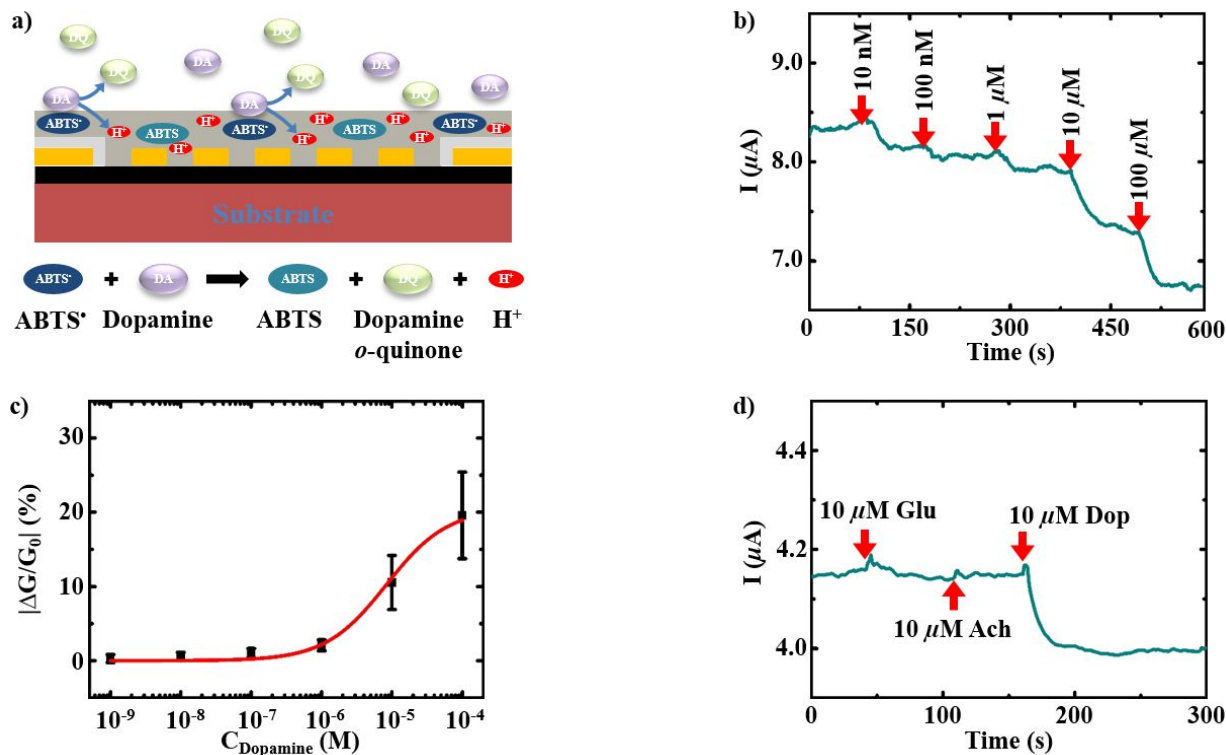 a)
DQ
DQ
DA
DQ
DA
DQ
DA
DA
DA
DQ
ABTS•
H⁺
ABTS
H⁺
H⁺
ABTS•
H⁺
H⁺
ABTS
H⁺
H⁺
ABTS•
H⁺
Substrate
ABTS• + DA ABTS + DQ + H⁺
ABTS• Dopamine ABTS Dopamine H⁺
o-quinone
b)
I (µA)
9.0
8.0
7.0
10 nM
100 nM
1 µM
10 µM
100 µM
0 150 300 450 600
Time (s)
c)
|ΔG/G₀| (%)
30
20
10
0
10⁻⁹ 10⁻⁸ 10⁻⁷ 10⁻⁶ 10⁻⁵ 10⁻⁴
C_Dopamine (M)
d)
I (µA)
4.4
4.2
4.0
10 µM Glu
10 µM Ach
10 µM Dop
0 100 200 300
Time (s)